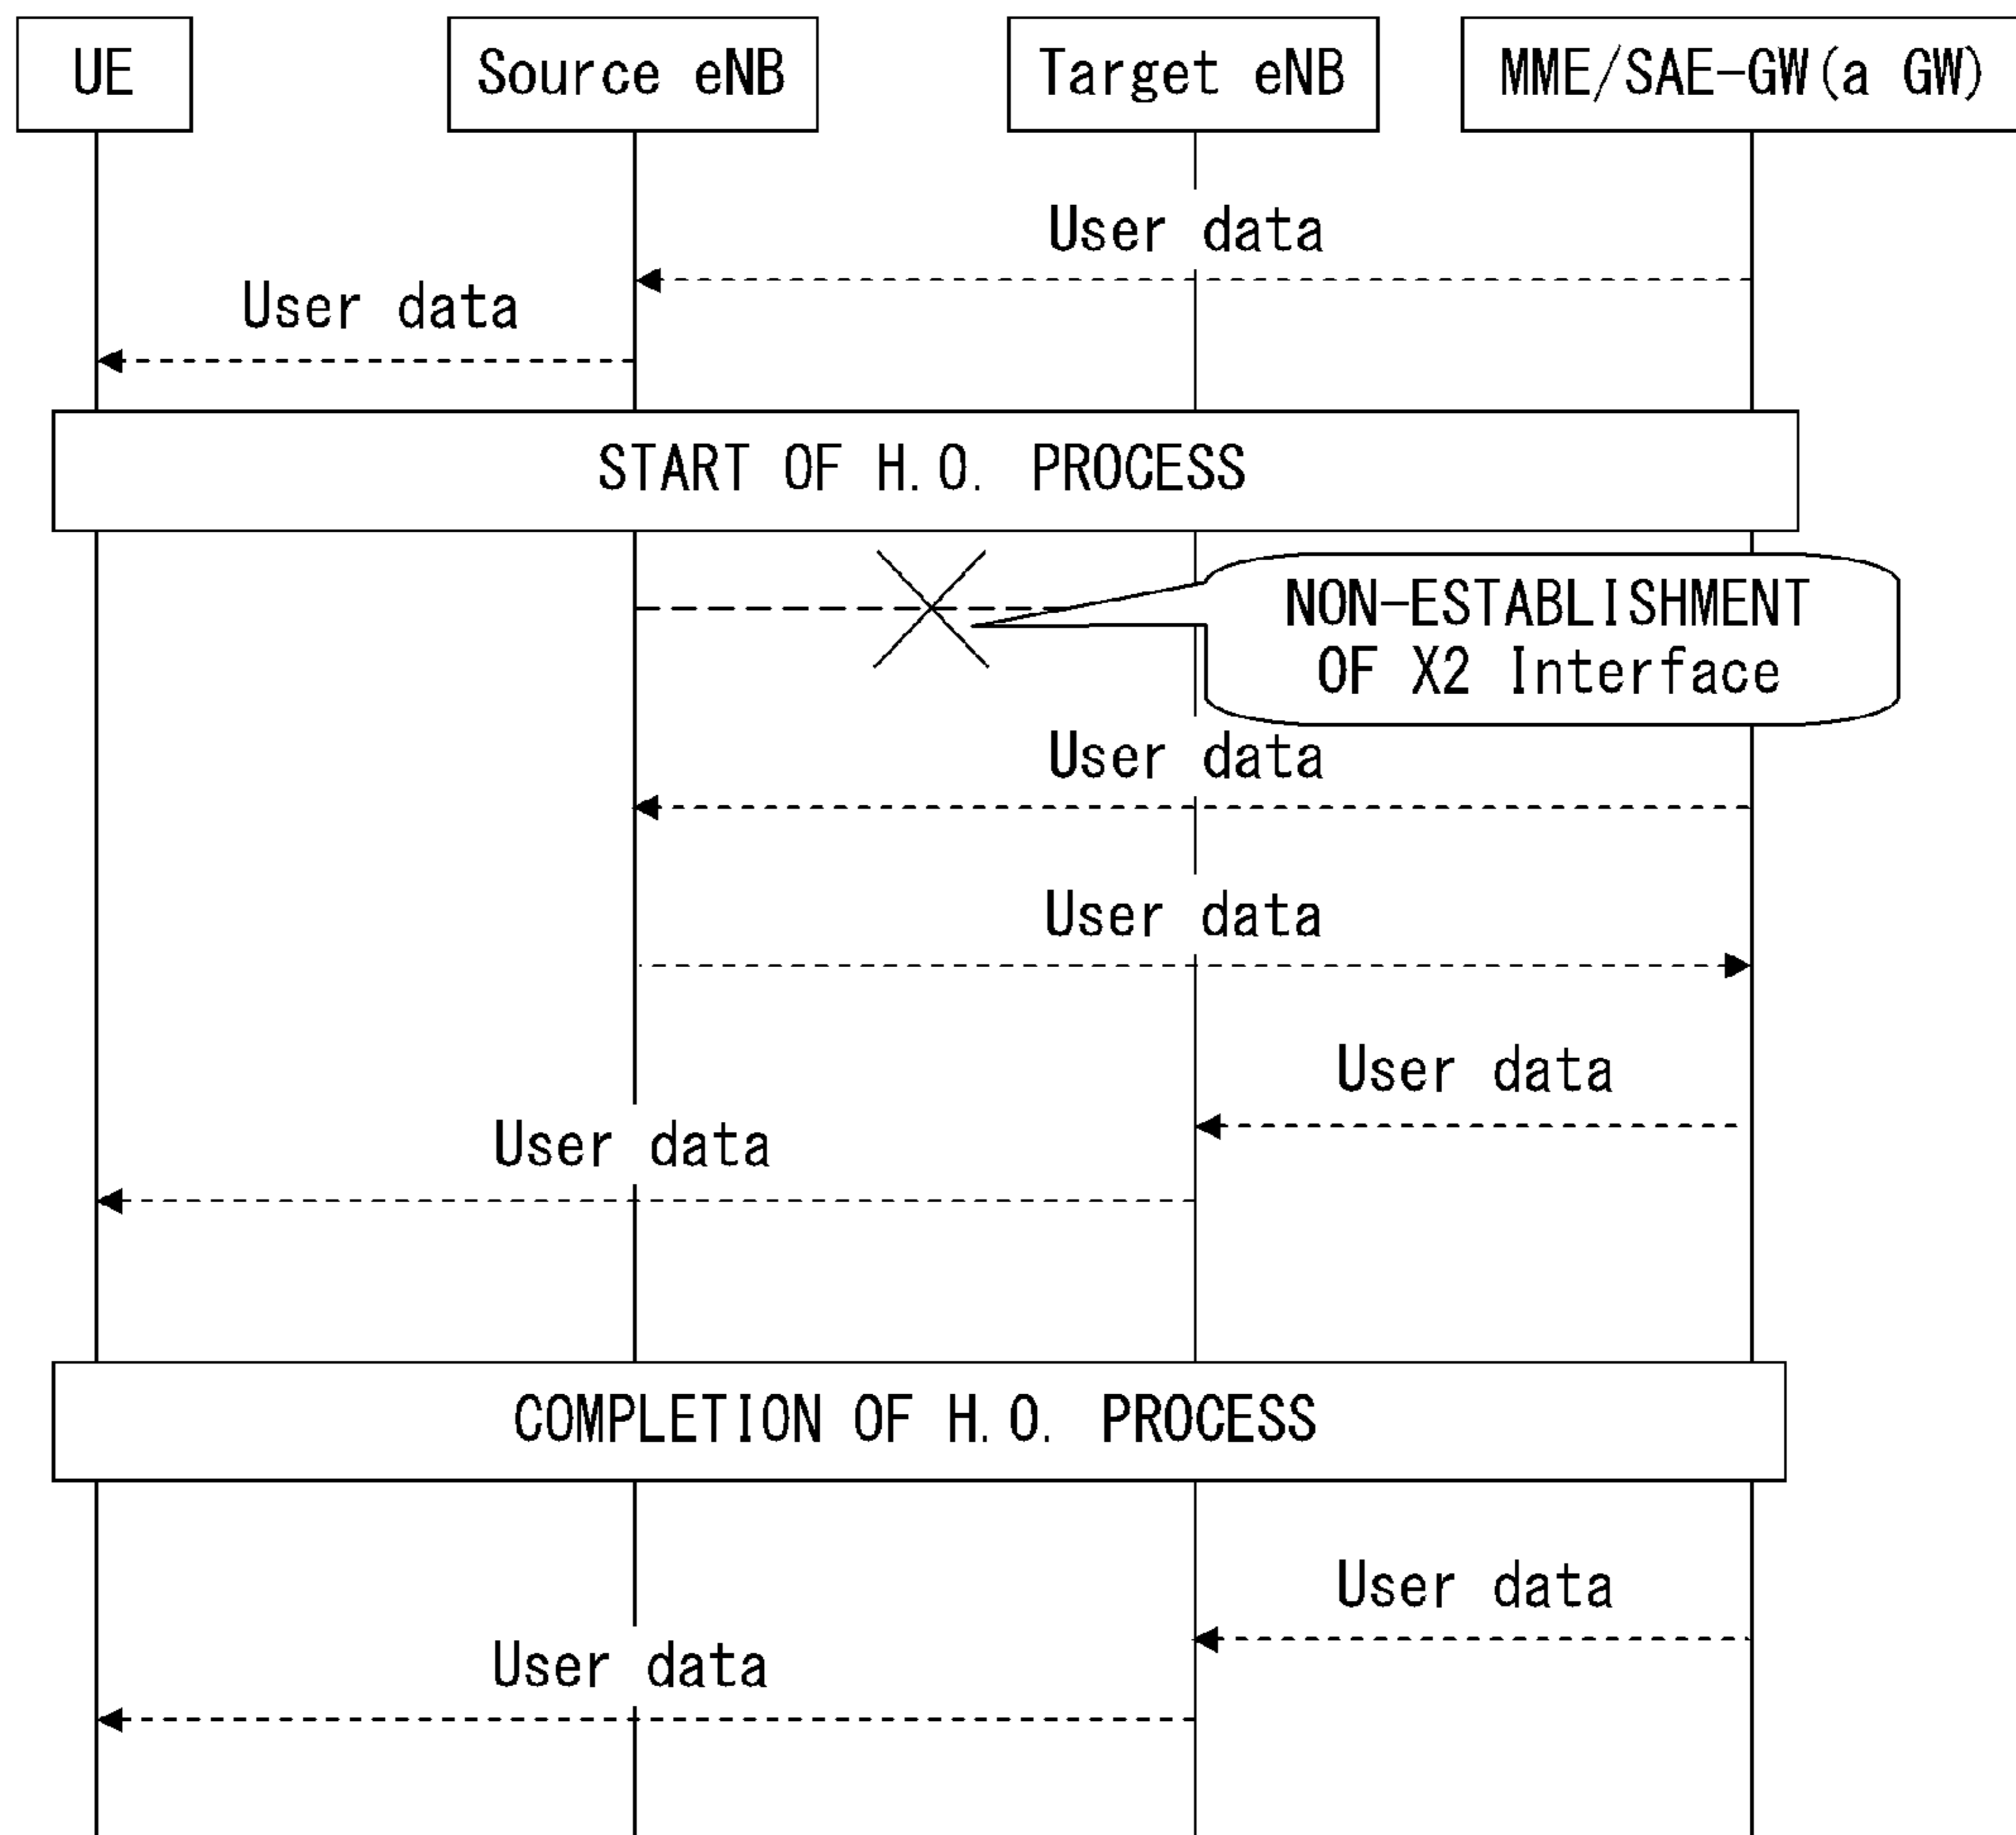 UE
Source eNB
Target eNB
MME/SAE-GW(a GW)
User data
User data
START OF H.O. PROCESS
NON-ESTABLISHMENT
OF X2 Interface
User data
User data
User data
User data
COMPLETION OF H.O. PROCESS
User data
User data